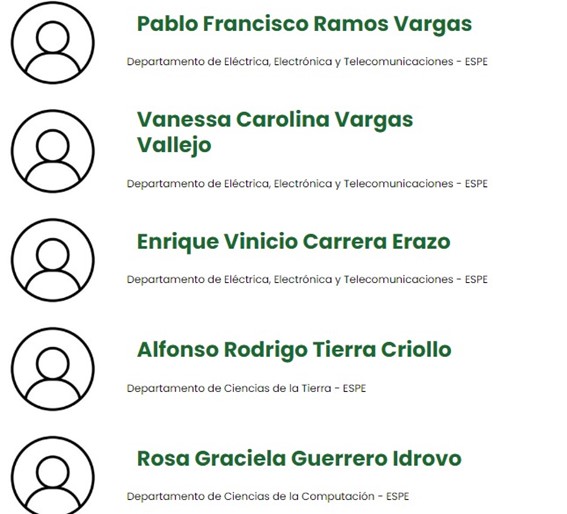 Pablo Francisco Ramos Vargas
Departamento de Eléctrica, Electrónica y Telecomunicaciones - ESPE
Vanessa Carolina Vargas
Vallejo
Departamento de Eléctrica, Electrónica y Telecomunicaciones - ESPE
Enrique Vinicio Carrera Erazo
Departamento de Eléctrica, Electrónica y Telecomunicaciones - ESPE
Alfonso Rodrigo Tierra Criollo
Departamento de Ciencias de la Tierra - ESPE
Rosa Graciela Guerrero Idrovo
Departamento de Ciencias de la Computación - ESPE